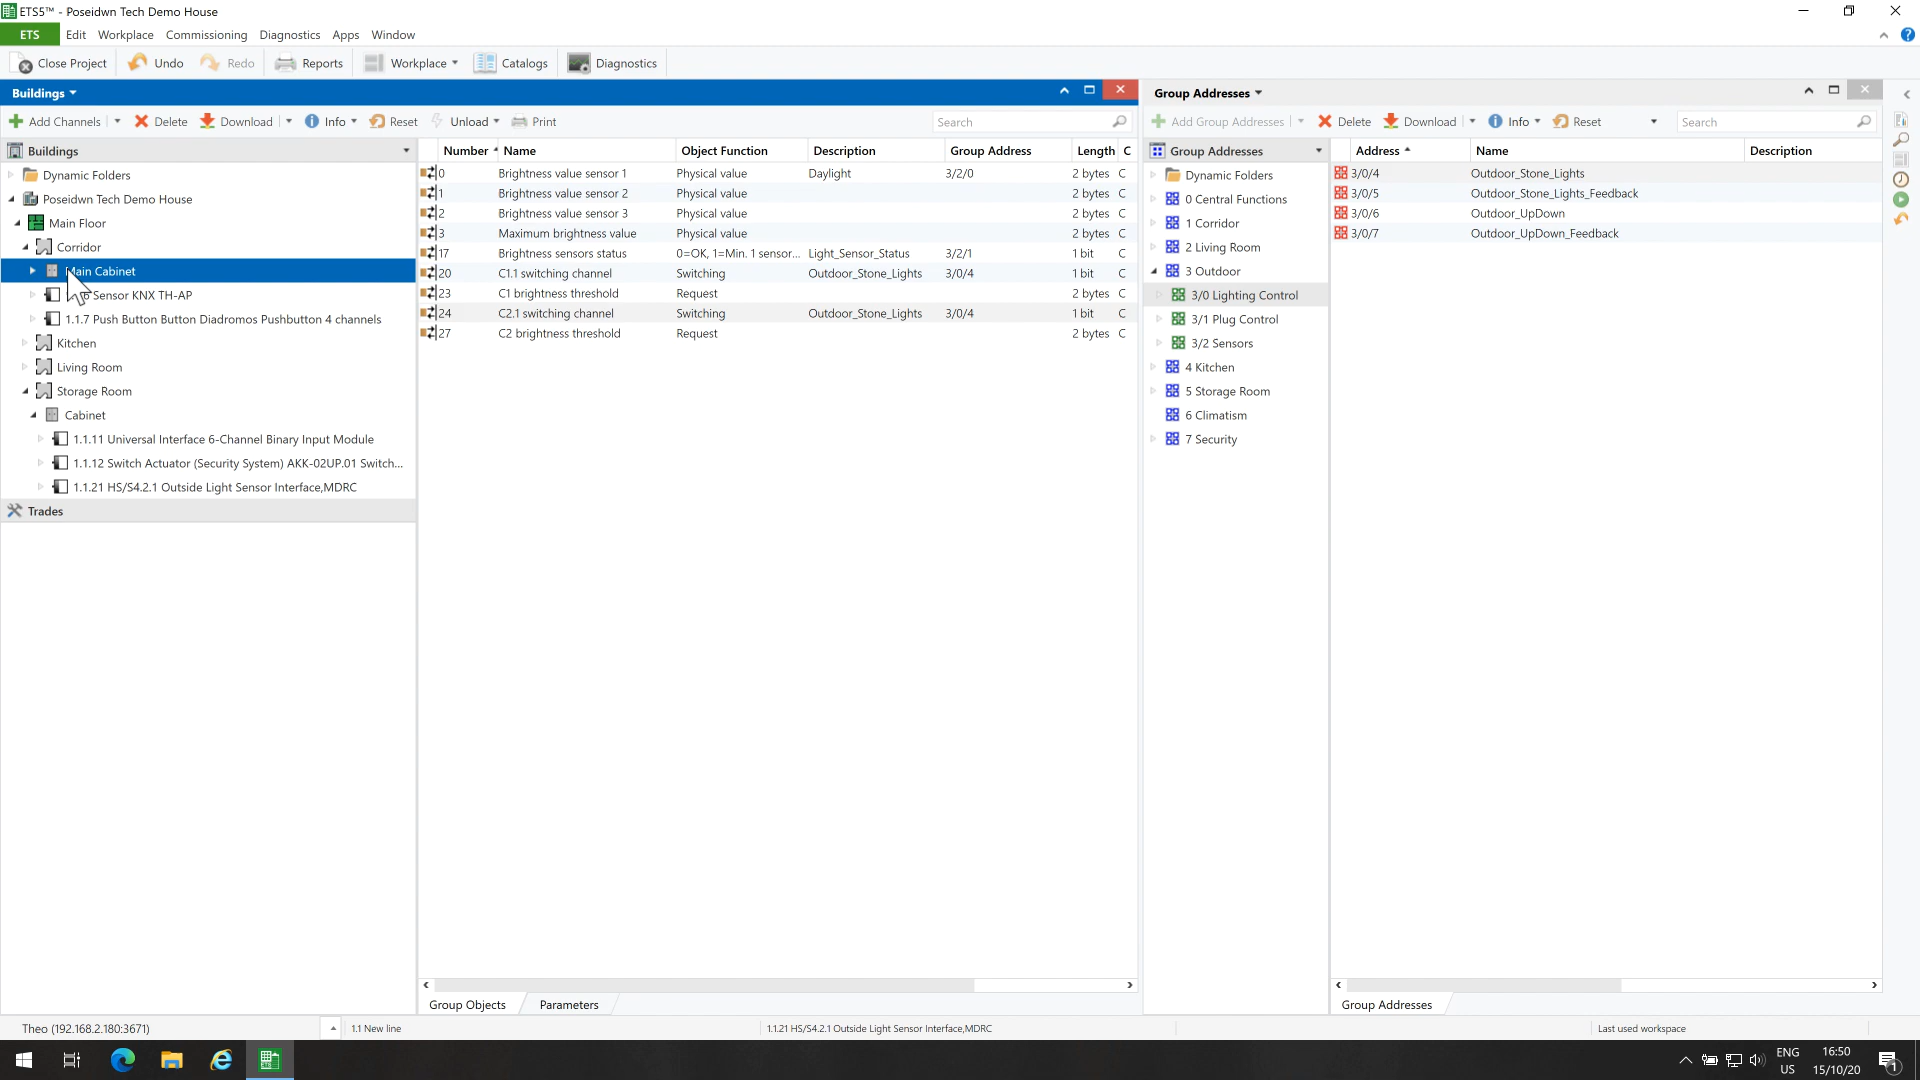 ETS5™ - Poseidwn Tech Demo House
ETS Edit Workplace Commissioning Diagnostics Apps Window
Close Project Undo Redo Reports Workplace Catalogs Diagnostics
Buildings
Add Channels Delete Download Info Reset Unload Print Search
Buildings
Dynamic Folders
Poseidwn Tech Demo House
Main Floor
Corridor
Main Cabinet
Sensor KNX TH-AP
1.1.7 Push Button Button Diadromos Pushbutton 4 channels
Kitchen
Living Room
Storage Room
Cabinet
1.1.11 Universal Interface 6-Channel Binary Input Module
1.1.12 Switch Actuator (Security System) AKK-02UP.01 Switch...
1.1.21 HS/S4.2.1 Outside Light Sensor Interface,MDRC
Trades
Number Name Object Function Description Group Address Length C
0 Brightness value sensor 1 Physical value Daylight 3/2/0 2 bytes C
1 Brightness value sensor 2 Physical value 2 bytes C
2 Brightness value sensor 3 Physical value 2 bytes C
3 Maximum brightness value Physical value 2 bytes C
17 Brightness sensors status 0=OK, 1=Min. 1 sensor... Light_Sensor_Status 3/2/1 1 bit C
20 C1.1 switching channel Switching Outdoor_Stone_Lights 3/0/4 1 bit C
23 C1 brightness threshold Request 2 bytes C
24 C2.1 switching channel Switching Outdoor_Stone_Lights 3/0/4 1 bit C
27 C2 brightness threshold Request 2 bytes C
Group Objects Parameters
Group Addresses
Add Group Addresses Delete Download Info Reset Search
Group Addresses
Dynamic Folders
0 Central Functions
1 Corridor
2 Living Room
3 Outdoor
3/0 Lighting Control
3/1 Plug Control
3/2 Sensors
4 Kitchen
5 Storage Room
6 Climatism
7 Security
Address Name Description
3/0/4 Outdoor_Stone_Lights
3/0/5 Outdoor_Stone_Lights_Feedback
3/0/6 Outdoor_UpDown
3/0/7 Outdoor_UpDown_Feedback
Group Addresses
Theo (192.168.2.180:3671) 1.1 New line 1.1.21 HS/S4.2.1 Outside Light Sensor Interface,MDRC Last used workspace
ENG
US
16:50
15/10/20
1